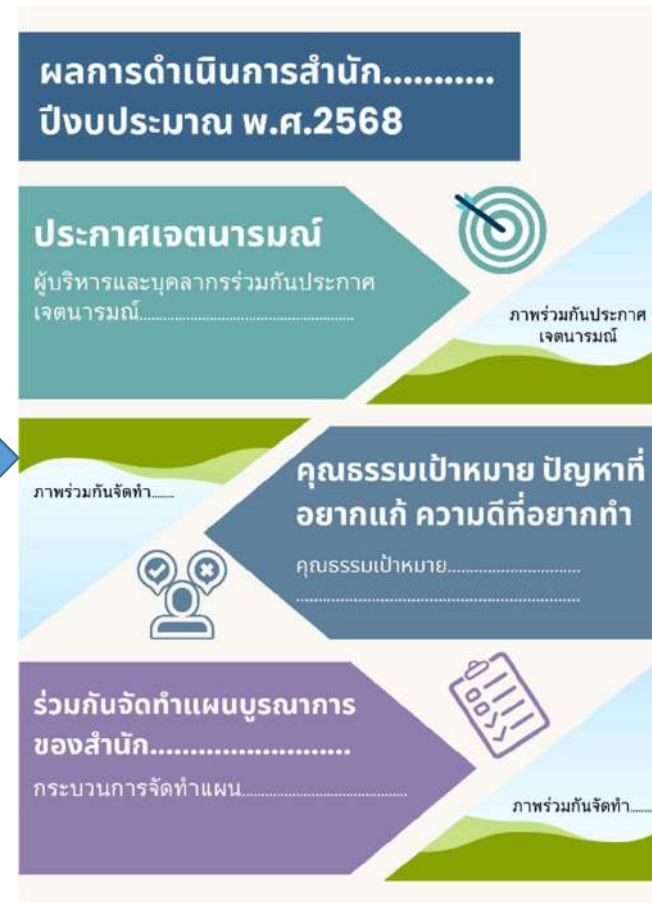 ผลการดำเนินการสำนัก...........
ปีงบประมาณ พ.ศ.2568
ประกาศเจตนารมณ์
ผู้บริหารและบุคลากรร่วมกันประกาศ
เจตนารมณ์......................................................
ภาพร่วมกันประกาศ
เจตนารมณ์
ภาพร่วมกันจัดทำ.......
คุณธรรมเป้าหมาย ปัญหาที่
อยากแก้ ความดีที่อยากทำ
คุณธรรมเป้าหมาย..............................
................................................................
ร่วมกันจัดทำแผนบูรณาการ
ของสำนัก.........................
กระบวนการจัดทำแผน..........................................
ภาพร่วมกันจัดทำ.......